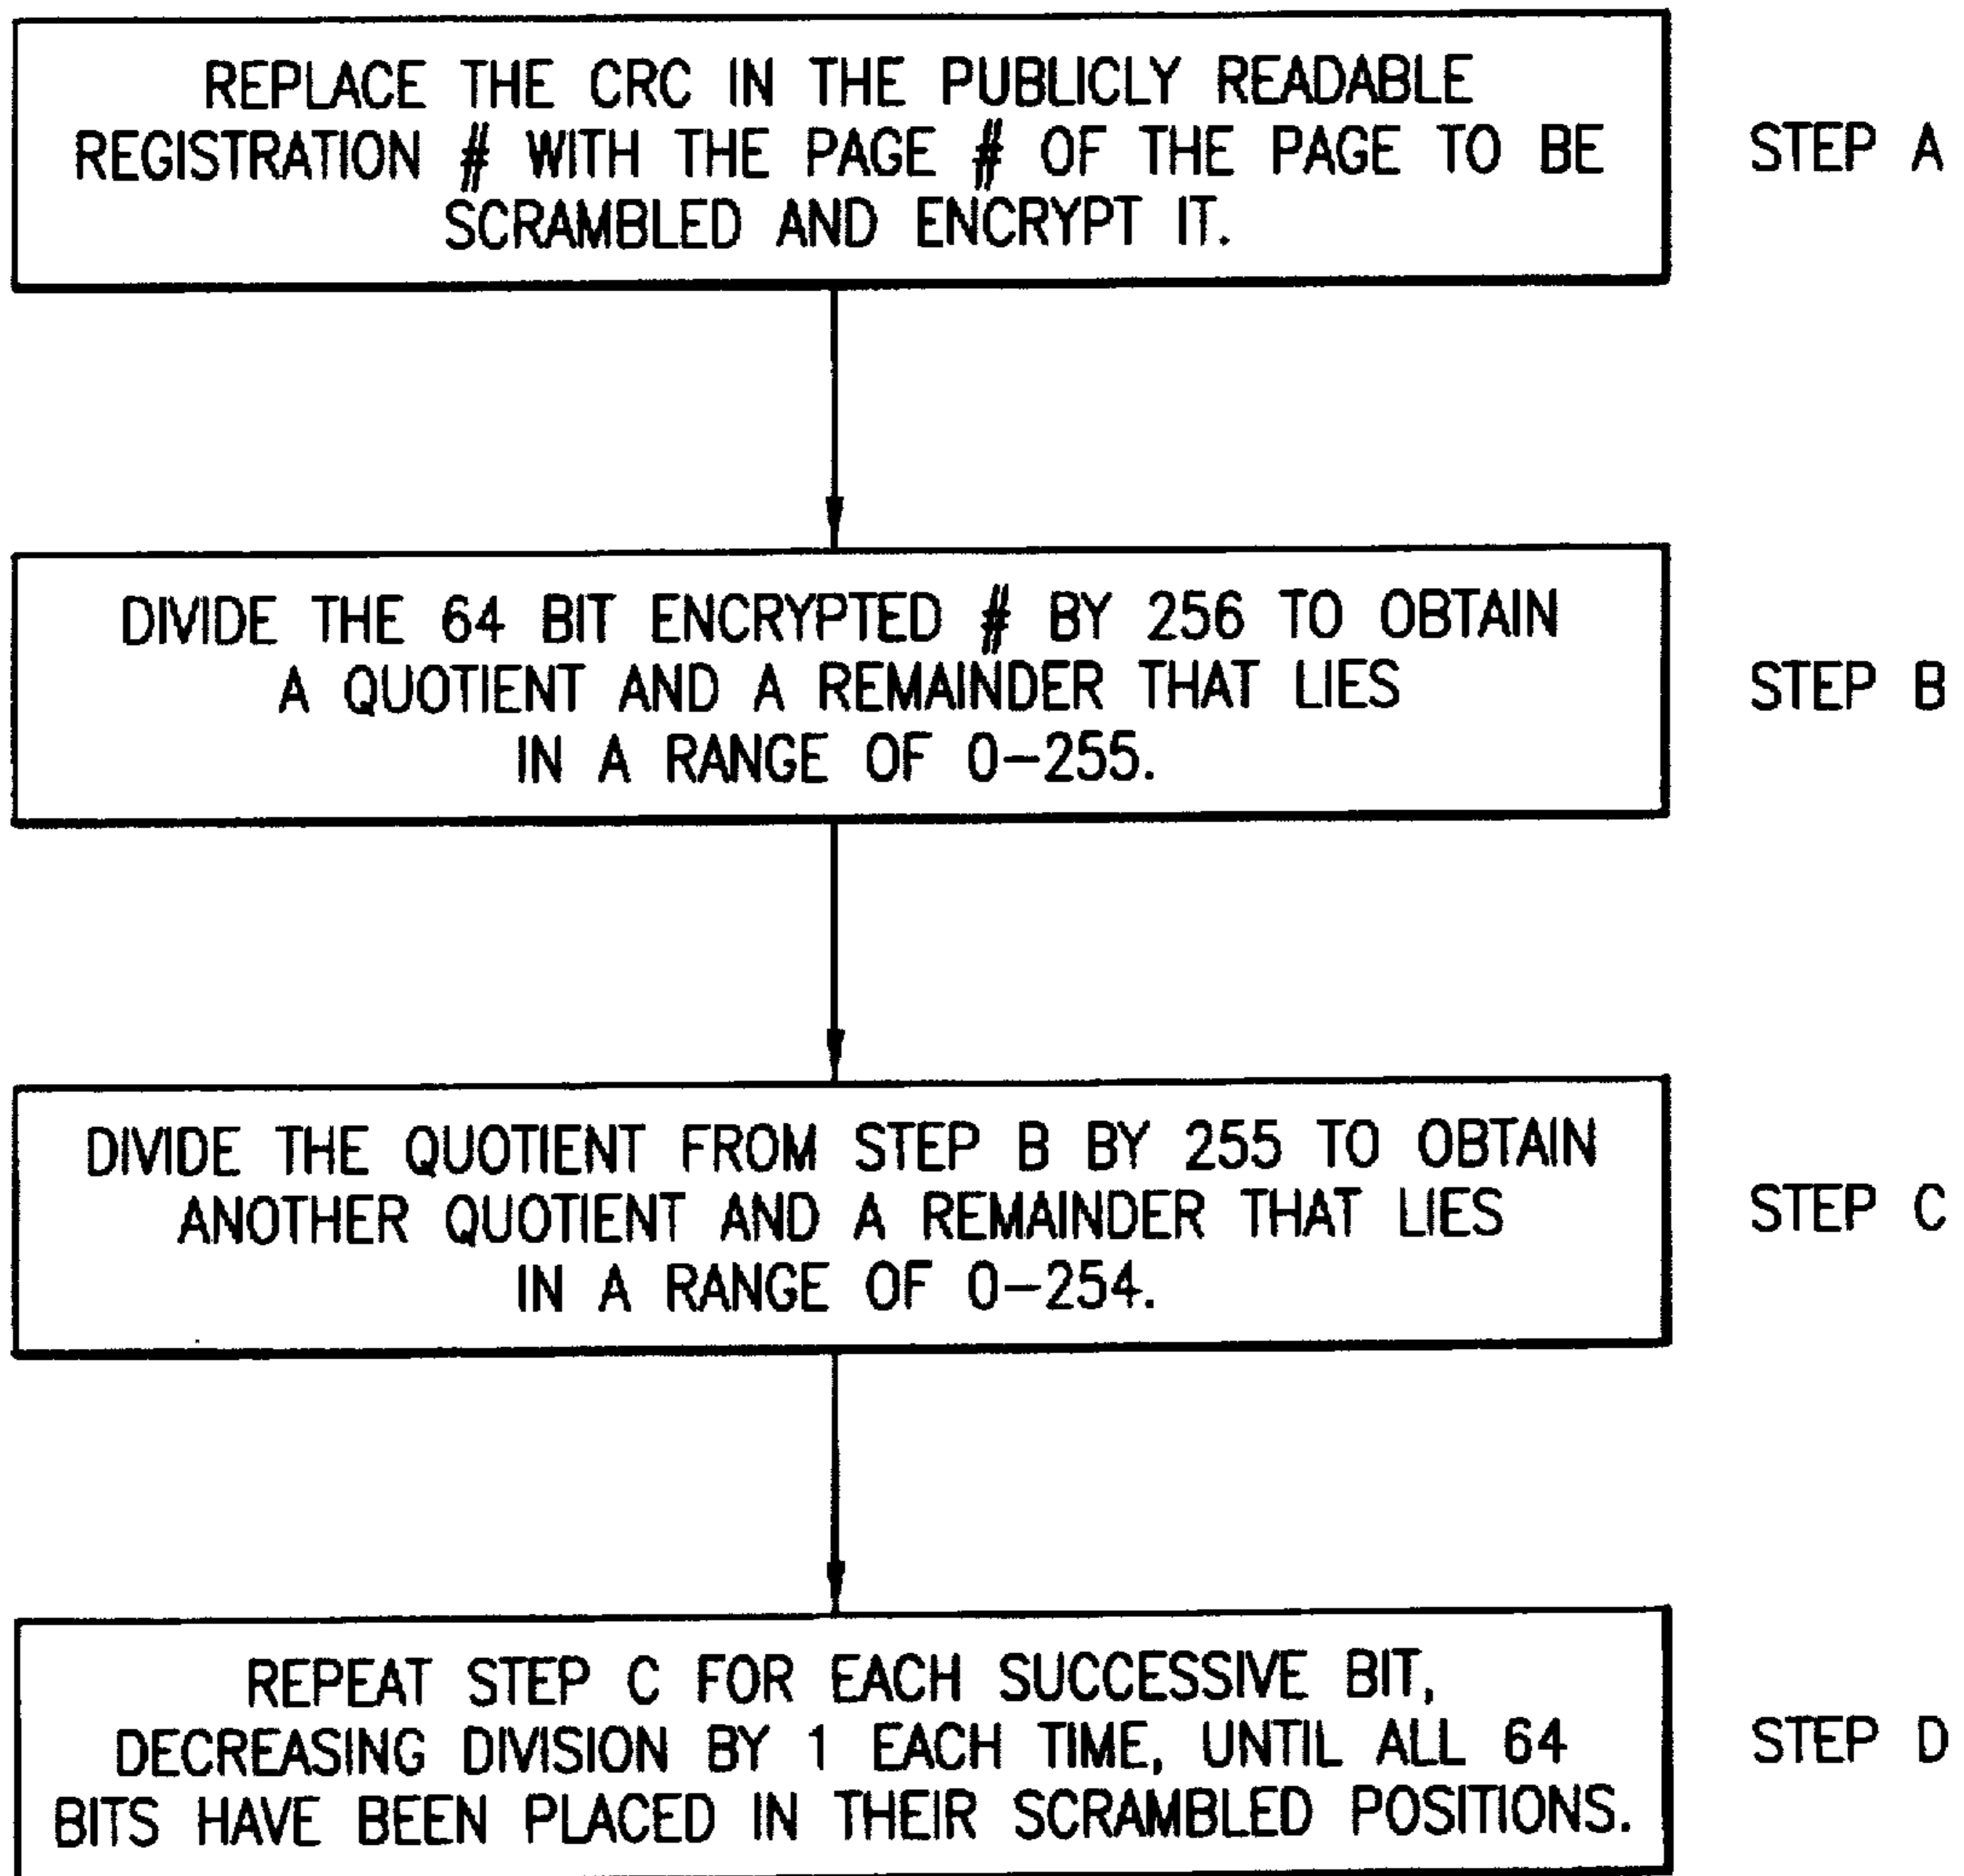 REPLACE THE CRC IN THE PUBLICLY READABLE
REGISTRATION # WITH THE PAGE # OF THE PAGE TO BE
SCRAMBLED AND ENCRYPT IT.
STEP A
DIVIDE THE 64 BIT ENCRYPTED # BY 256 TO OBTAIN
A QUOTIENT AND A REMAINDER THAT LIES
IN A RANGE OF 0-255.
STEP B
DIVIDE THE QUOTIENT FROM STEP B BY 255 TO OBTAIN
ANOTHER QUOTIENT AND A REMAINDER THAT LIES
IN A RANGE OF 0-254.
STEP C
REPEAT STEP C FOR EACH SUCCESSIVE BIT,
DECREASING DIVISION BY 1 EACH TIME, UNTIL ALL 64
BITS HAVE BEEN PLACED IN THEIR SCRAMBLED POSITIONS.
STEP D